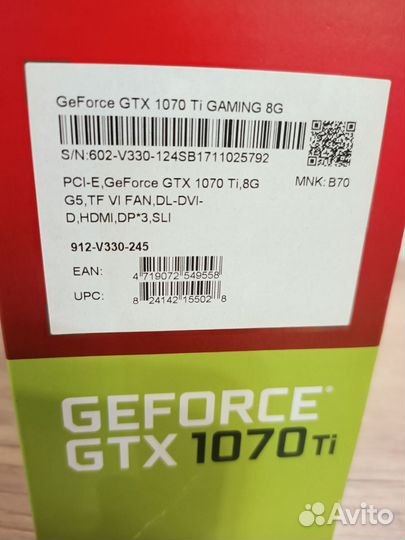 GeForce GTX 1070 Ti GAMING 8G
S/N:602-V330-124SB1711025792
PCI-E,GeForce GTX 1070 Ti,8G
G5,TF VI FAN,DL-DVI-
D,HDMI,DP*3,SLI
MNK: B70
912-V330-245
EAN:
4 719072 549558
UPC:
8 24142 15502 8
GEFORCE®
GTX 1070 Ti
Avito